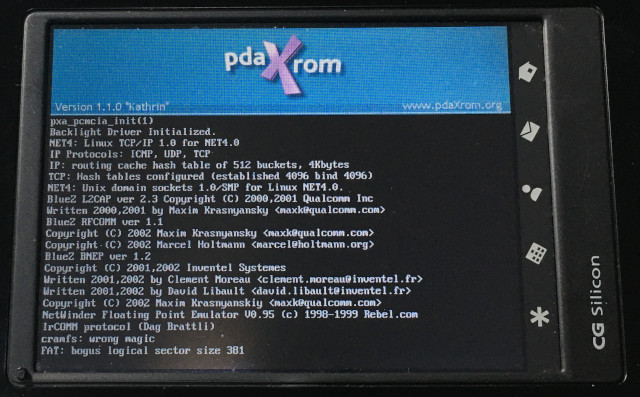 pdaXrom
Version 1.1.0 "Kathrin"
www.pdaXrom.org
pxa_pcmcia_init(1)
Backlight Driver Initialized.
NET4: Linux TCP/IP 1.0 for NET4.0
IP Protocols: ICMP, UDP, TCP
IP: routing cache hash table of 512 buckets, 4Kbytes
TCP: Hash tables configured (established 4096 bind 4096)
NET4: Unix domain sockets 1.0/SMP for Linux NET4.0.
BlueZ L2CAP ver 2.3 Copyright (C) 2000,2001 Qualcomm Inc
Written 2000,2001 by Maxim Krasnyansky <maxk@qualcomm.com>
BlueZ RFCOMM ver 1.1
Copyright (C) 2002 Maxim Krasnyansky <maxk@qualcomm.com>
Copyright (C) 2002 Marcel Holtmann <marcel@holtmann.org>
BlueZ BNEP ver 1.2
Copyright (C) 2001,2002 Inventel Systemes
Written 2001,2002 by Clement Moreau <clement.moreau@inventel.fr>
Written 2001,2002 by David Libault <david.libault@inventel.fr>
Copyright (C) 2002 Maxim Krasnyanskiy <maxk@qualcomm.com>
NetWinder Floating Point Emulator V0.95 (c) 1998-1999 Rebel.com
IrCOMM protocol (Dag Brattli)
cramfs: wrong magic
FAT: bogus logical sector size 381
CG Silicon